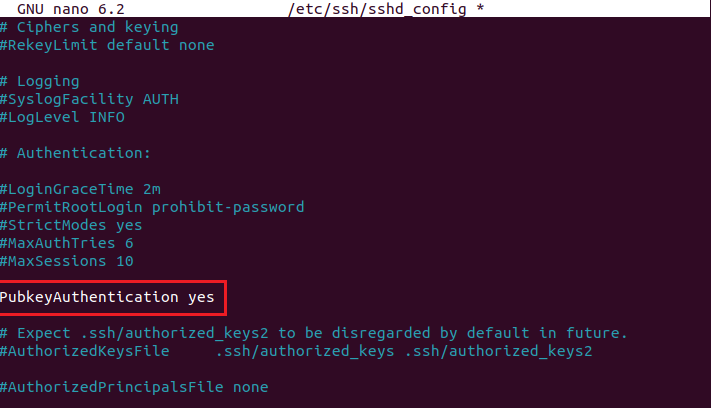 GNU nano 6.2 /etc/ssh/sshd_config *
# Ciphers and keying
#RekeyLimit default none
# Logging
#SyslogFacility AUTH
#LogLevel INFO
# Authentication:
#LoginGraceTime 2m
#PermitRootLogin prohibit-password
#StrictModes yes
#MaxAuthTries 6
#MaxSessions 10
PubkeyAuthentication yes
# Expect .ssh/authorized_keys2 to be disregarded by default in future.
#AuthorizedKeysFile .ssh/authorized_keys .ssh/authorized_keys2
#AuthorizedPrincipalsFile none